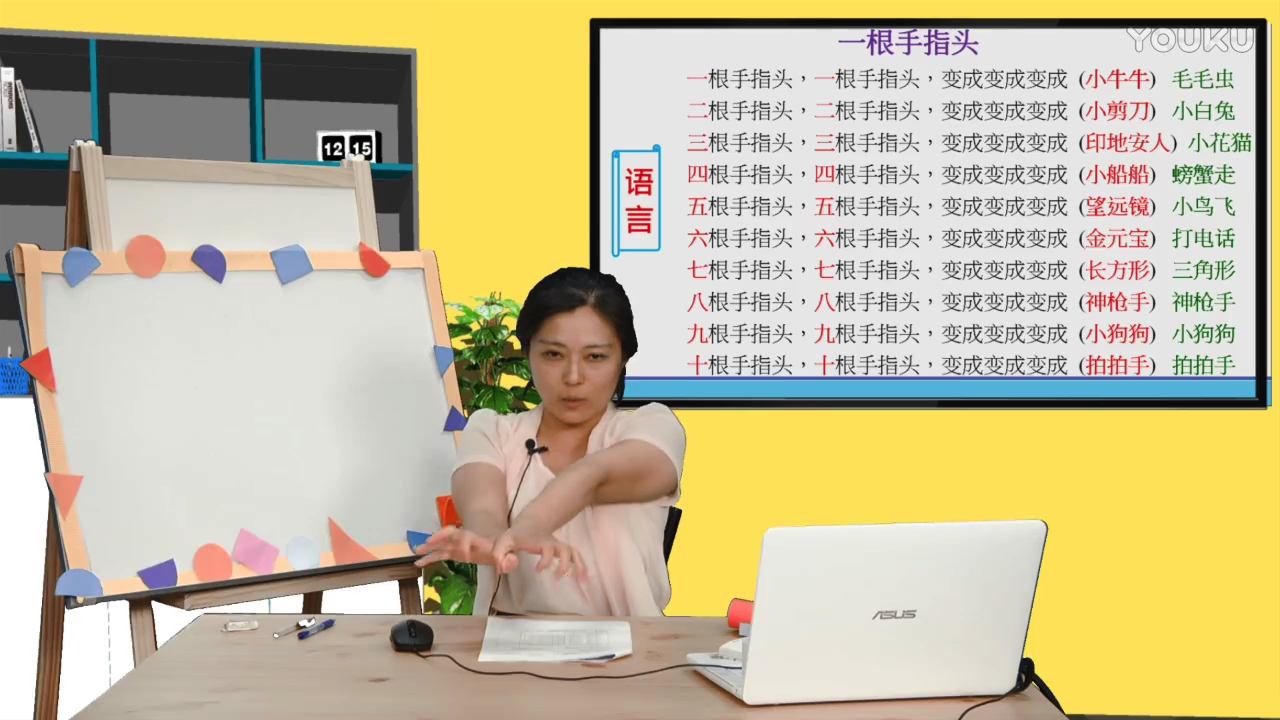 YOUKU
一根手指头
一根手指头，一根手指头，变成变成变成 (小牛牛) 毛毛虫
二根手指头，二根手指头，变成变成变成 (小剪刀) 小白兔
三根手指头，三根手指头，变成变成变成 (印地安人) 小花猫
四根手指头，四根手指头，变成变成变成 (小船船) 螃蟹走
五根手指头，五根手指头，变成变成变成 (望远镜) 小鸟飞
六根手指头，六根手指头，变成变成变成 (金元宝) 打电话
七根手指头，七根手指头，变成变成变成 (长方形) 三角形
八根手指头，八根手指头，变成变成变成 (神枪手) 神枪手
九根手指头，九根手指头，变成变成变成 (小狗狗) 小狗狗
十根手指头，十根手指头，变成变成变成 (拍拍手) 拍拍手
语
言
12 15
ASUS